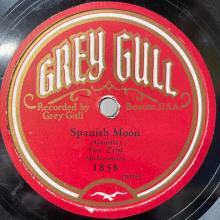 GREY GULL
Recorded by Grey Gull
Boston, U.S.A.
Spanish Moon
Fox Trot
1858